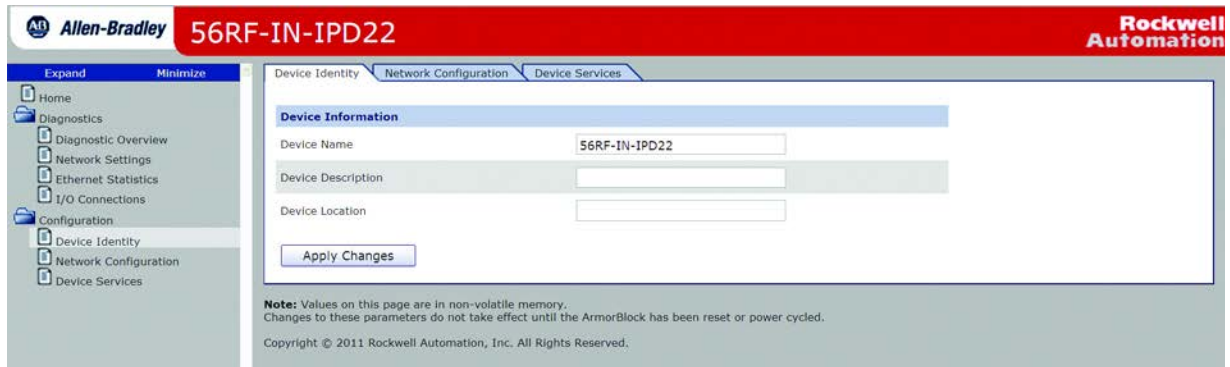 AB Allen-Bradley
56RF-IN-IPD22
Rockwell
Automation
Expand Minimize
Home
Diagnostics
Diagnostic Overview
Network Settings
Ethernet Statistics
I/O Connections
Configuration
Device Identity
Network Configuration
Device Services
Device Identity Network Configuration Device Services
Device Information
Device Name 56RF-IN-IPD22
Device Description
Device Location
Apply Changes
Note: Values on this page are in non-volatile memory.
Changes to these parameters do not take effect until the ArmorBlock has been reset or power cycled.
Copyright © 2011 Rockwell Automation, Inc. All Rights Reserved.